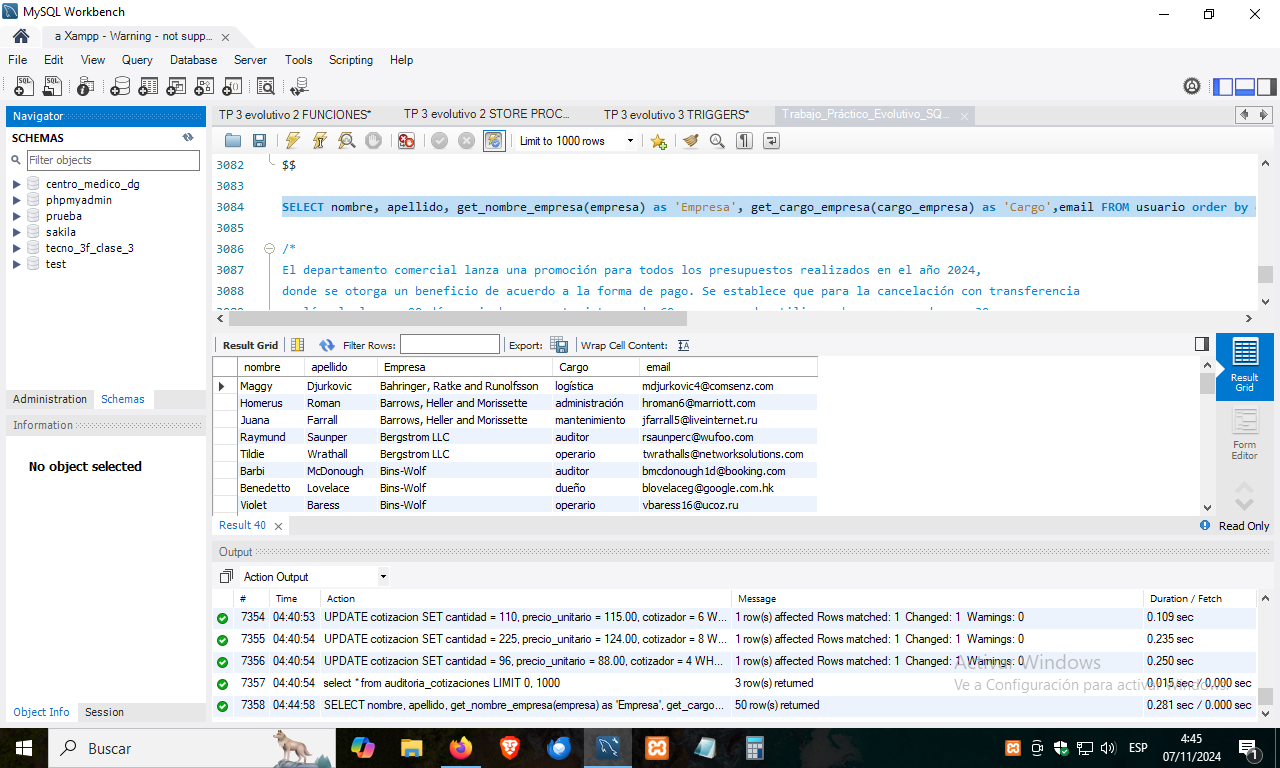 MySQL Workbench
a Xampp - Warning - not supp...
File Edit View Query Database Server Tools Scripting Help
Navigator
SCHEMAS
Filter objects
centro_medico_dg
phpmyadmin
prueba
sakila
tecno_3f_clase_3
test
Administration Schemas
Information
No object selected
Object Info Session
TP 3 evolutivo 2 FUNCIONES* TP 3 evolutivo 2 STORE PROC... TP 3 evolutivo 3 TRIGGERS* Trabajo_Práctico_Evolutivo_SQ...
Limit to 1000 rows
3082 $$
3083
3084 SELECT nombre, apellido, get_nombre_empresa(empresa) as 'Empresa', get_cargo_empresa(cargo_empresa) as 'Cargo',email FROM usuario order by
3085
3086 /*
3087 El departamento comercial lanza una promoción para todos los presupuestos realizados en el año 2024,
3088 donde se otorga un beneficio de acuerdo a la forma de pago. Se establece que para la cancelación con transferencia
Result Grid Filter Rows: Export: Wrap Cell Content:
nombre apellido Empresa Cargo email
Maggy Djurkovic Bahringer, Ratke and Runolfsson logística mdjurkovic4@comsenz.com
Homerus Roman Barrows, Heller and Morissette administración hroman6@marriott.com
Juana Farrall Barrows, Heller and Morissette mantenimiento jfarrall5@liveinternet.ru
Raymund Saunper Bergstrom LLC auditor rsaunperc@wufoo.com
Tildie Wrathall Bergstrom LLC operario twrathalls@networksolutions.com
Barbi McDonough Bins-Wolf auditor bmcdonough1d@booking.com
Benedetto Lovelace Bins-Wolf dueño blovelaceg@google.com.hk
Violet Baress Bins-Wolf operario vbaress16@ucoz.ru
Result Grid
Form Editor
Result 40
Read Only
Output
Action Output
# Time Action Message Duration / Fetch
7354 04:40:53 UPDATE cotizacion SET cantidad = 110, precio_unitario = 115.00, cotizador = 6 W... 1 row(s) affected Rows matched: 1 Changed: 1 Warnings: 0 0.109 sec
7355 04:40:54 UPDATE cotizacion SET cantidad = 225, precio_unitario = 124.00, cotizador = 8 W... 1 row(s) affected Rows matched: 1 Changed: 1 Warnings: 0 0.235 sec
7356 04:40:54 UPDATE cotizacion SET cantidad = 96, precio_unitario = 88.00, cotizador = 4 WH... 1 row(s) affected Rows matched: 1 Changed: 1 Warnings: 0 0.250 sec
7357 04:40:54 select * from auditoria_cotizaciones LIMIT 0, 1000 3 row(s) returned 0.015 sec / 0.000 sec
7358 04:44:58 SELECT nombre, apellido, get_nombre_empresa(empresa) as 'Empresa', get_cargo... 50 row(s) returned 0.281 sec / 0.000 sec
Activar Windows
Ve a Configuración para activar Windows.
Buscar
ESP
4:45
07/11/2024
1